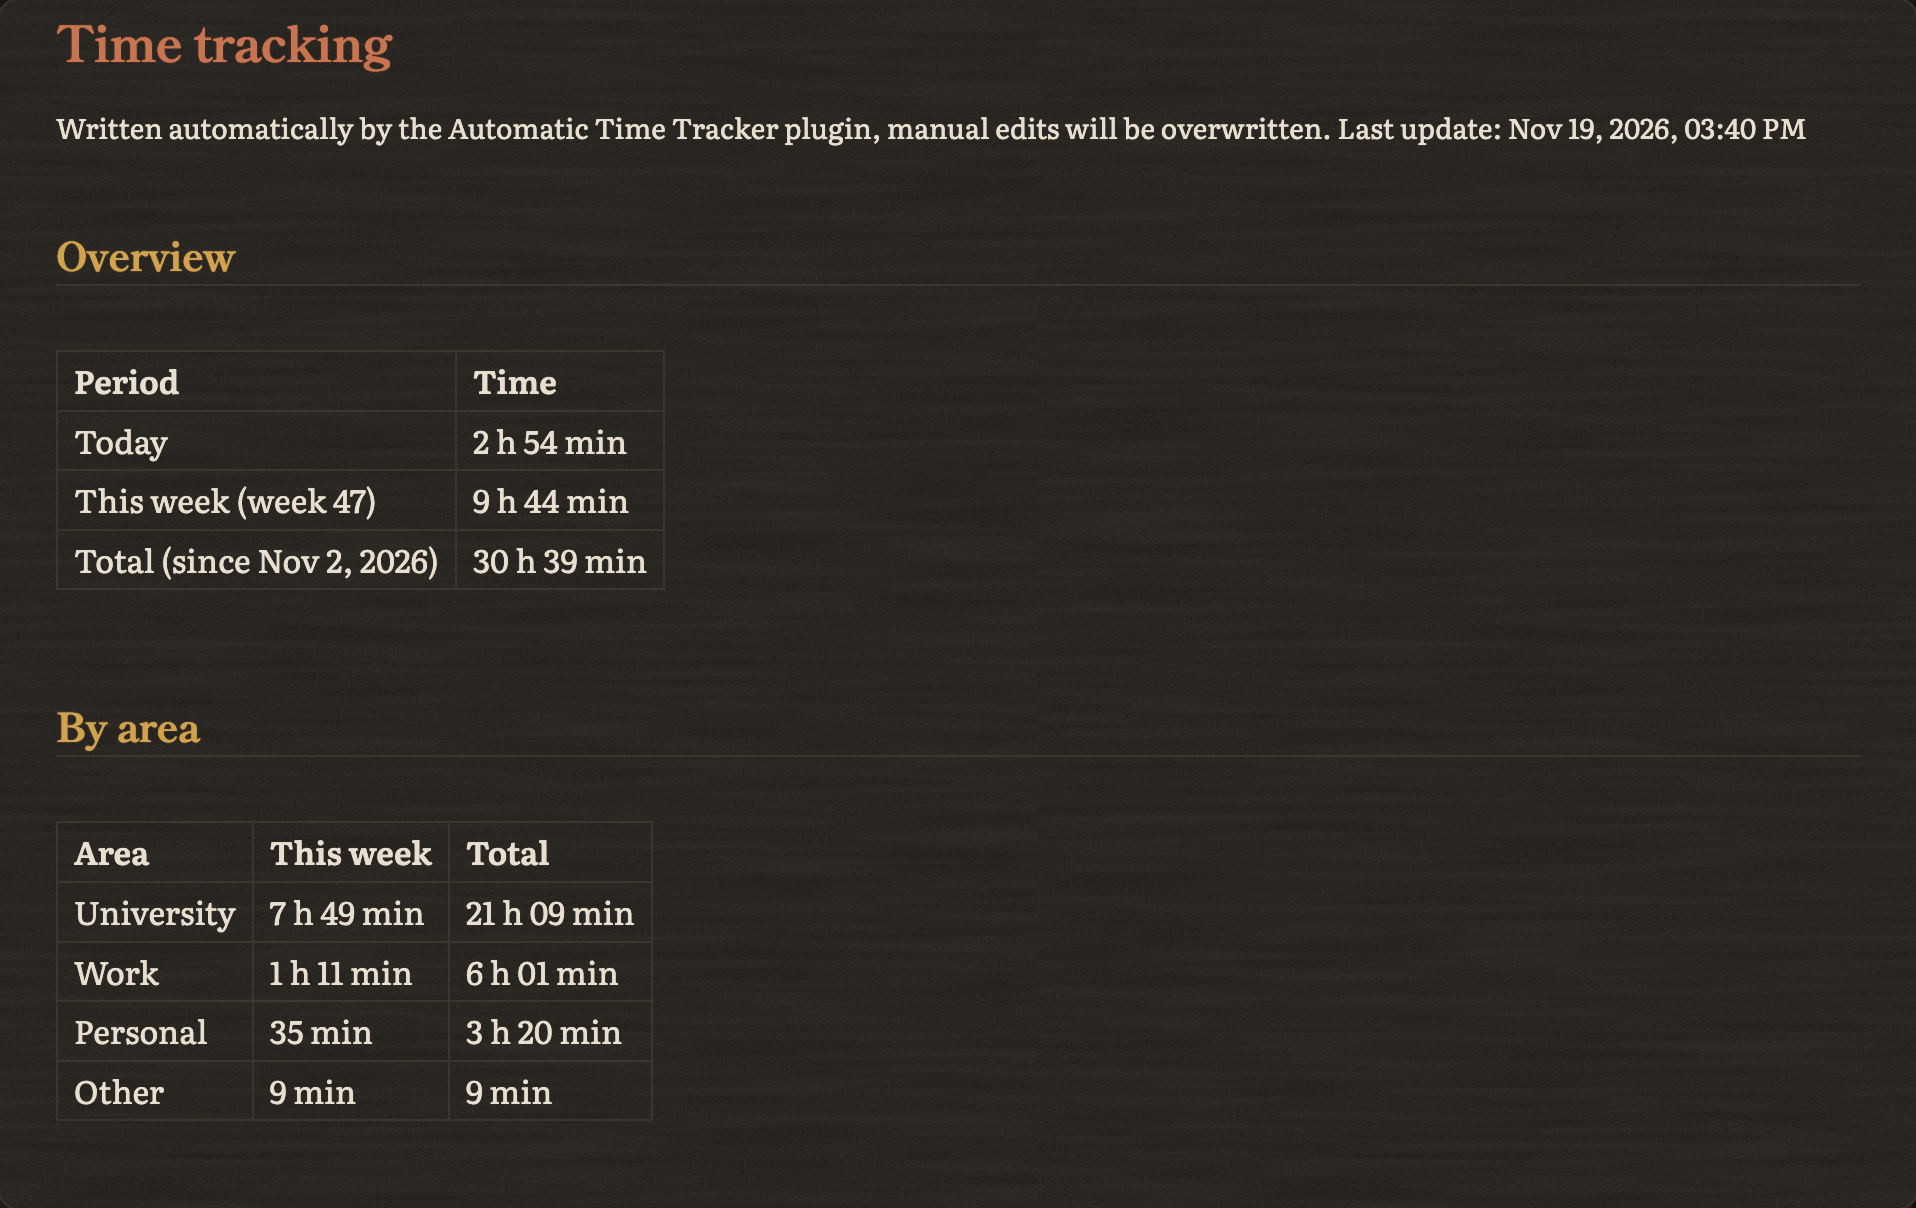 Time tracking
Written automatically by the Automatic Time Tracker plugin, manual edits will be overwritten. Last update: Nov 19, 2026, 03:40 PM
Overview
Period Time
Today 2 h 54 min
This week (week 47) 9 h 44 min
Total (since Nov 2, 2026) 30 h 39 min
By area
Area This week Total
University 7 h 49 min 21 h 09 min
Work 1 h 11 min 6 h 01 min
Personal 35 min 3 h 20 min
Other 9 min 9 min